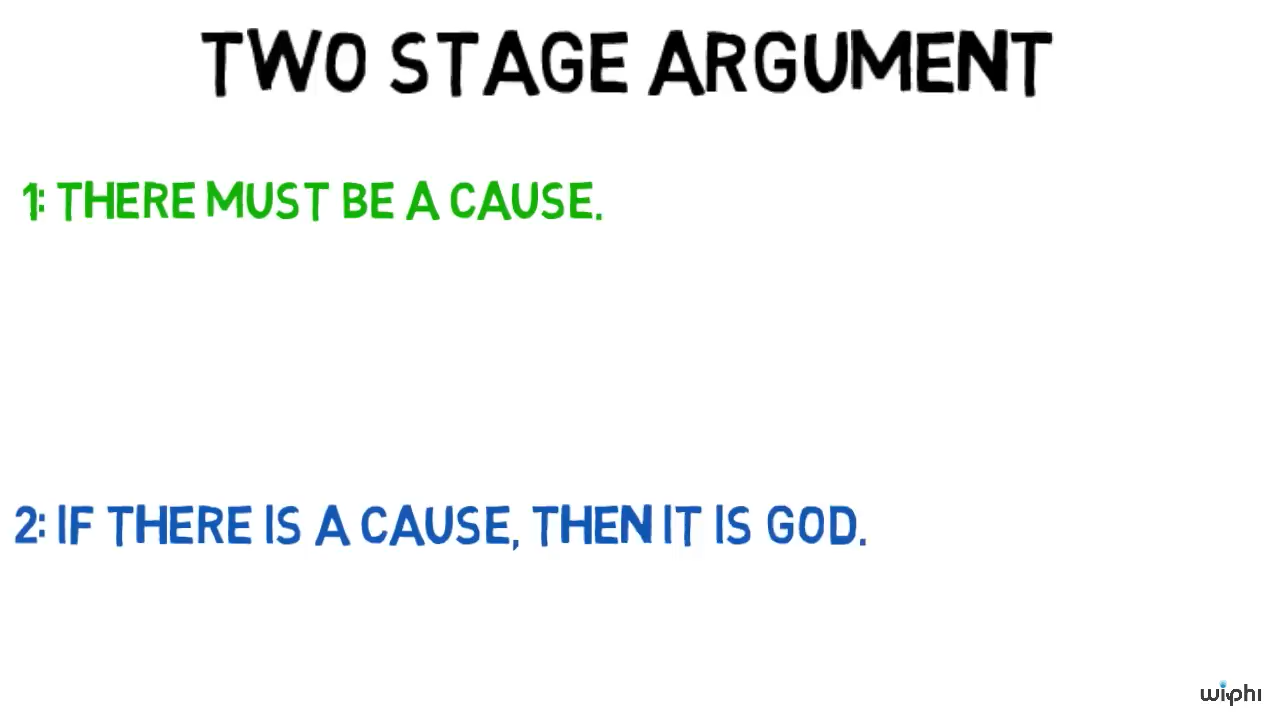 TWO STAGE ARGUMENT
1: THERE MUST BE A CAUSE.
2: IF THERE IS A CAUSE, THEN IT IS GOD.
wiphi